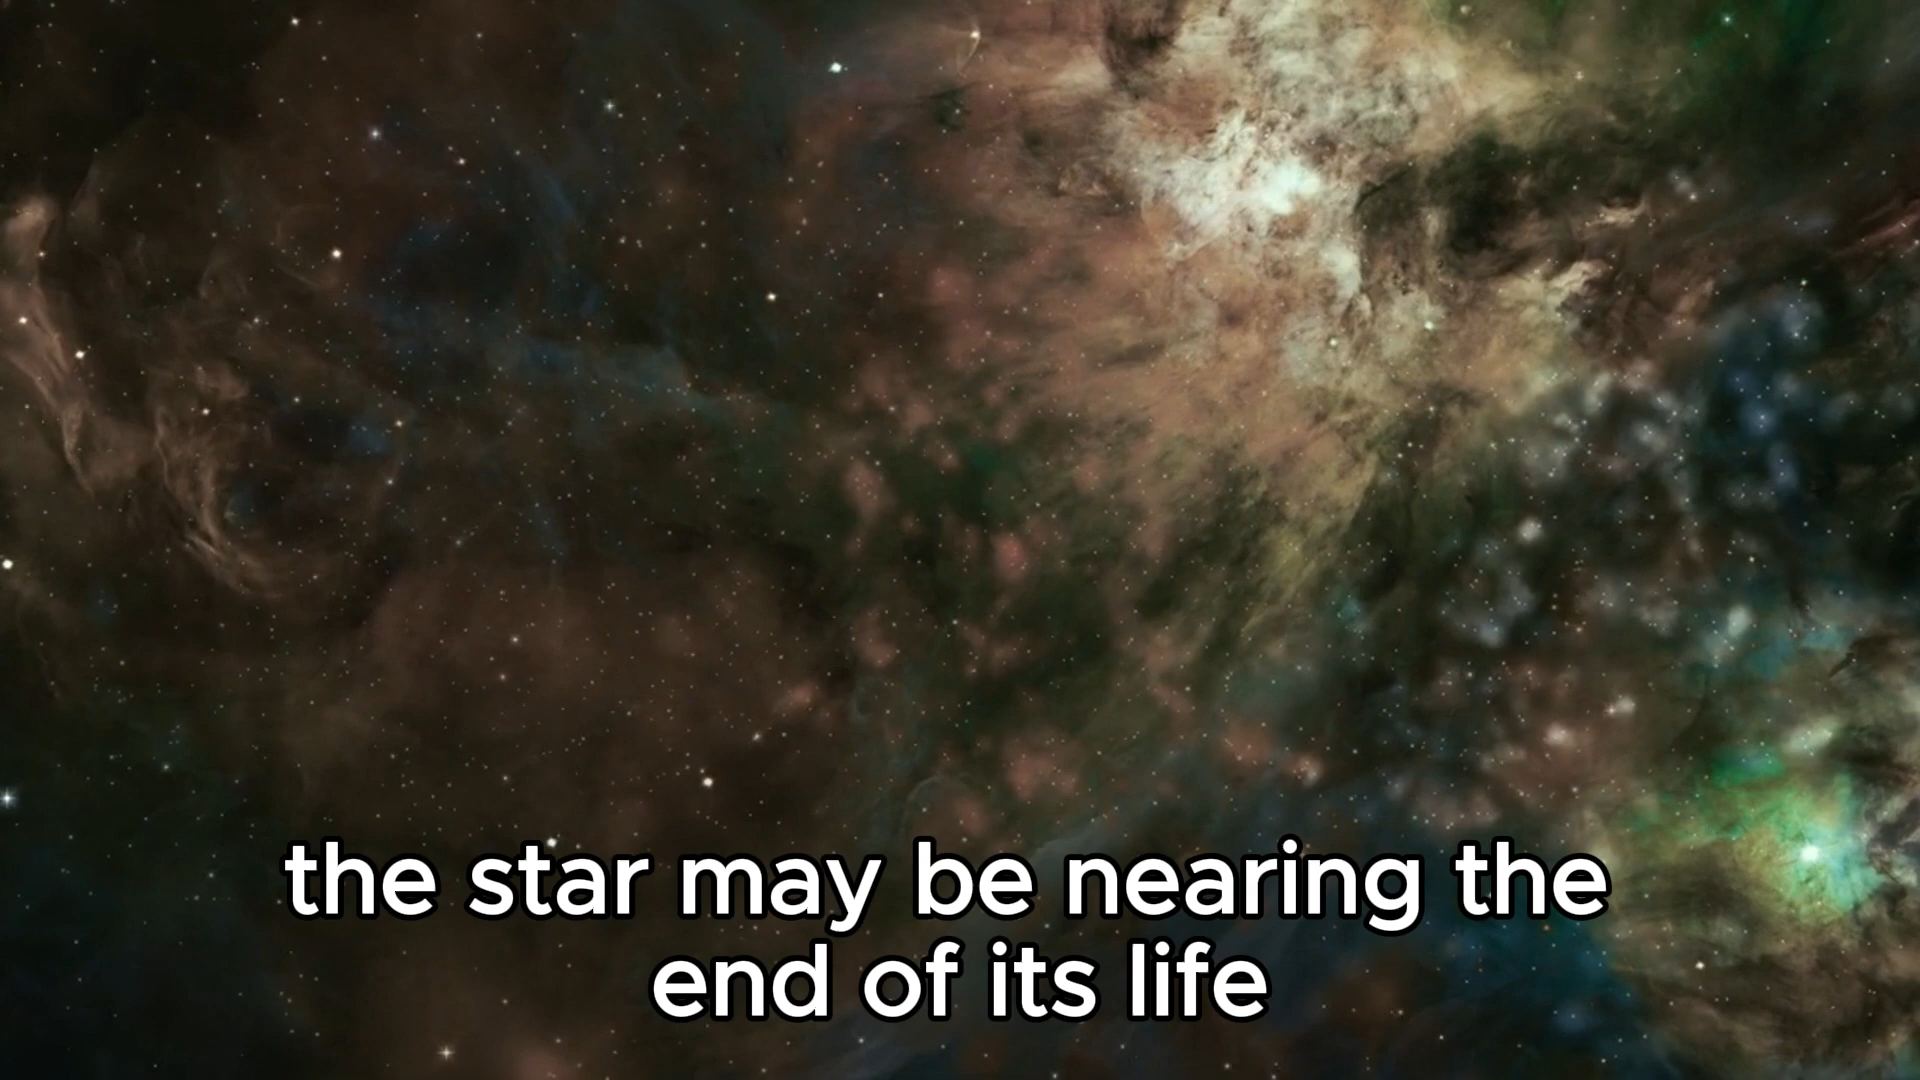 the star may be nearing the
end of its life